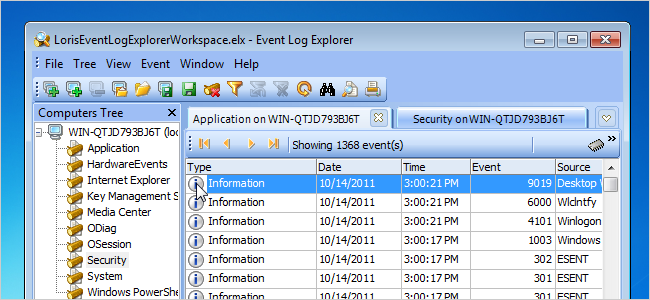 LorisEventLogExplorerWorkspace.elx - Event Log Explorer
File Tree View Event Window Help
Computers Tree
WIN-QTJD793BJ6T (loc
Application
HardwareEvents
Internet Explorer
Key Management S
Media Center
ODiag
OSession
Security
System
Windows PowerShe
Application on WIN-QTJD793BJ6T
Security on WIN-QTJD793BJ6T
Showing 1368 event(s)
Type Date Time Event Source
Information 10/14/2011 3:00:21 PM 9019 Desktop W
Information 10/14/2011 3:00:21 PM 6000 Wlclntfy
Information 10/14/2011 3:00:21 PM 4101 Winlogon
Information 10/14/2011 3:00:17 PM 1003 Windows
Information 10/14/2011 3:00:17 PM 302 ESENT
Information 10/14/2011 3:00:17 PM 301 ESENT
Information 10/14/2011 3:00:17 PM 301 ESENT